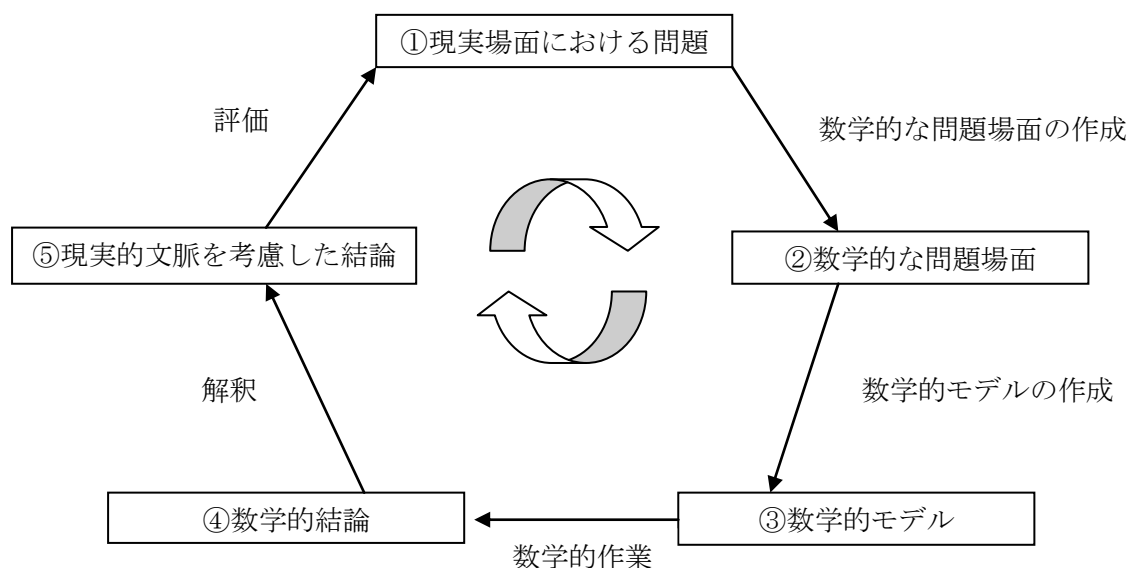 ①現実場面における問題
評価
数学的な問題場面の作成
⑤現実的文脈を考慮した結論
②数学的な問題場面
解釈
数学的モデルの作成
④数学的結論
③数学的モデル
数学的作業